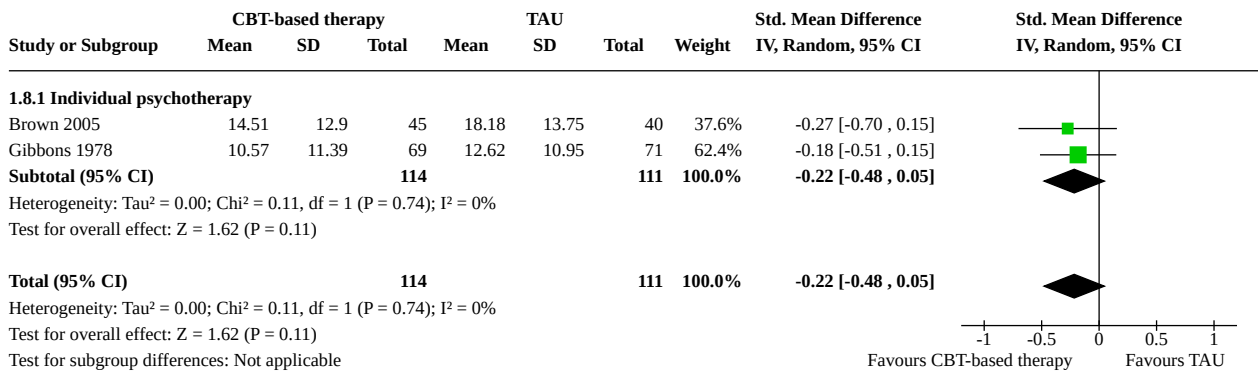 CBT-based therapy TAU Std. Mean Difference Std. Mean Difference
Study or Subgroup Mean SD Total Mean SD Total Weight IV, Random, 95% CI IV, Random, 95% CI
1.8.1 Individual psychotherapy
Brown 2005 14.51 12.9 45 18.18 13.75 40 37.6% -0.27 [-0.70 , 0.15]
Gibbons 1978 10.57 11.39 69 12.62 10.95 71 62.4% -0.18 [-0.51 , 0.15]
Subtotal (95% CI) 114 111 100.0% -0.22 [-0.48 , 0.05]
Heterogeneity: Tau² = 0.00; Chi² = 0.11, df = 1 (P = 0.74); I² = 0%
Test for overall effect: Z = 1.62 (P = 0.11)
Total (95% CI) 114 111 100.0% -0.22 [-0.48 , 0.05]
Heterogeneity: Tau² = 0.00; Chi² = 0.11, df = 1 (P = 0.74); I² = 0%
Test for overall effect: Z = 1.62 (P = 0.11) -1 -0.5 0 0.5 1
Test for subgroup differences: Not applicable Favours CBT-based therapy Favours TAU